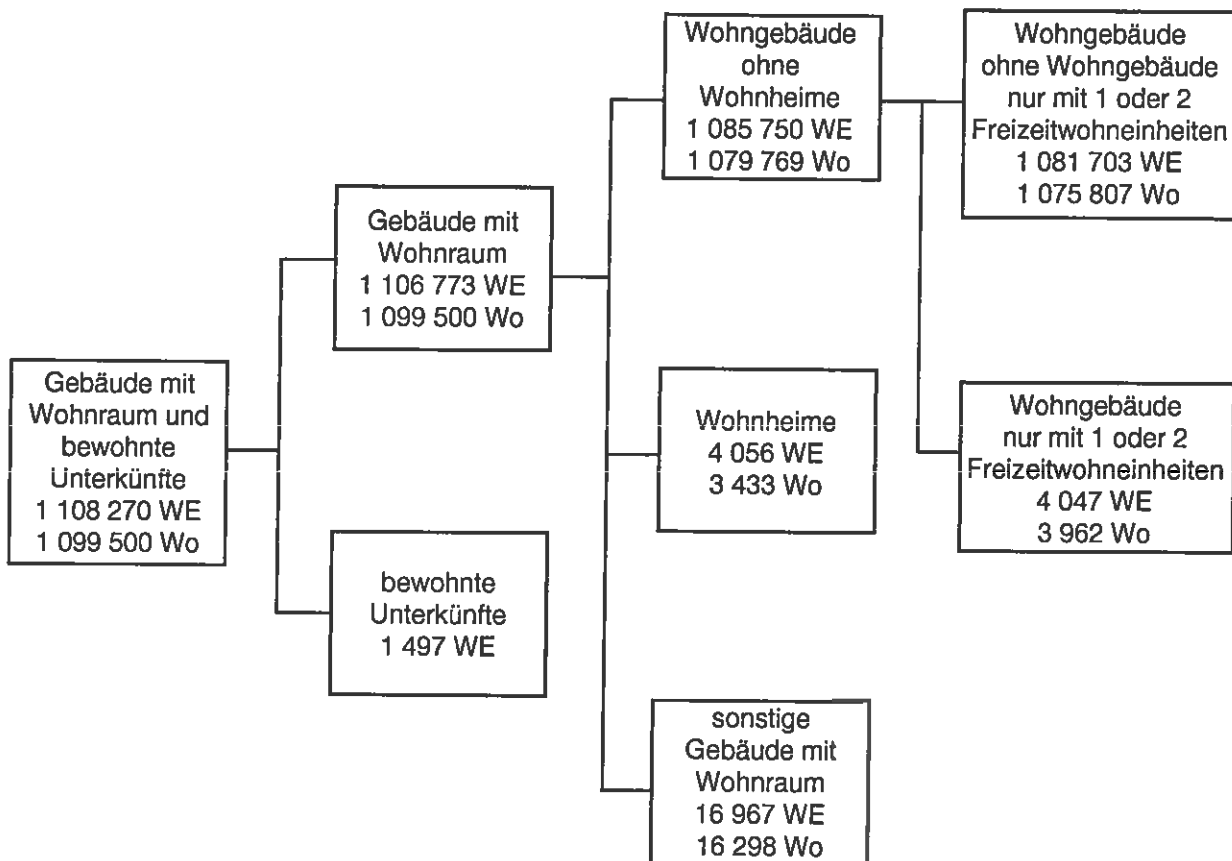 Gebäude mit
Wohnraum und
bewohnte
Unterkünfte
1 108 270 WE
1 099 500 Wo
Gebäude mit
Wohnraum
1 106 773 WE
1 099 500 Wo
bewohnte
Unterkünfte
1 497 WE
Wohngebäude
ohne
Wohnheime
1 085 750 WE
1 079 769 Wo
Wohnheime
4 056 WE
3 433 Wo
sonstige
Gebäude mit
Wohnraum
16 967 WE
16 298 Wo
Wohngebäude
ohne Wohngebäude
nur mit 1 oder 2
Freizeitwohneinheiten
1 081 703 WE
1 075 807 Wo
Wohngebäude
nur mit 1 oder 2
Freizeitwohneinheiten
4 047 WE
3 962 Wo